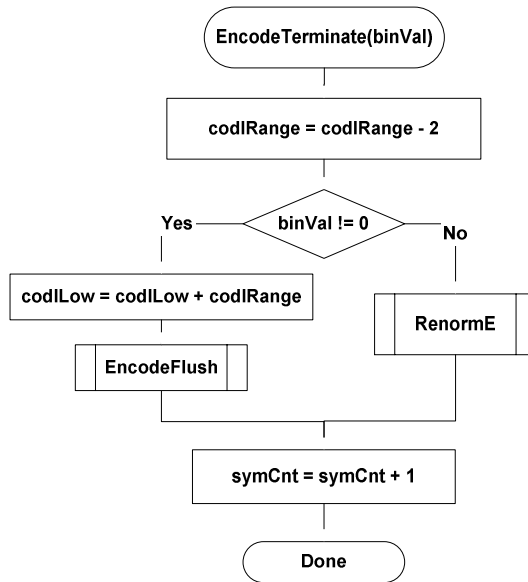 EncodeTerminate(binVal)
codIRange = codIRange - 2
binVal != 0
Yes
No
codILow = codILow + codIRange
RenormE
EncodeFlush
symCnt = symCnt + 1
Done